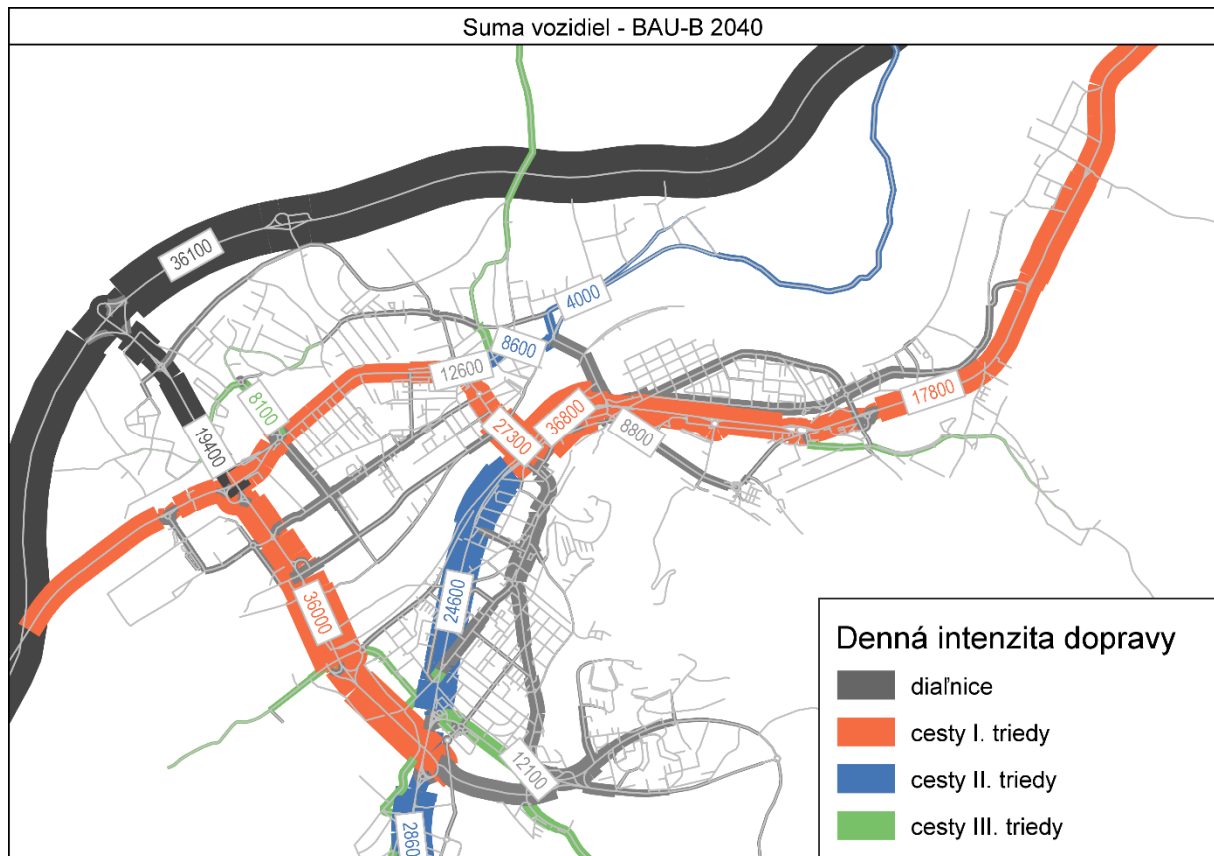 Suma vozidiel - BAU-B 2040
36100
4000
8600
12600
8100
19400
27300
36800
8800
17800
36000
24600
12100
Denná intenzita dopravy
diaľnice
cesty I. triedy
cesty II. triedy
cesty III. triedy